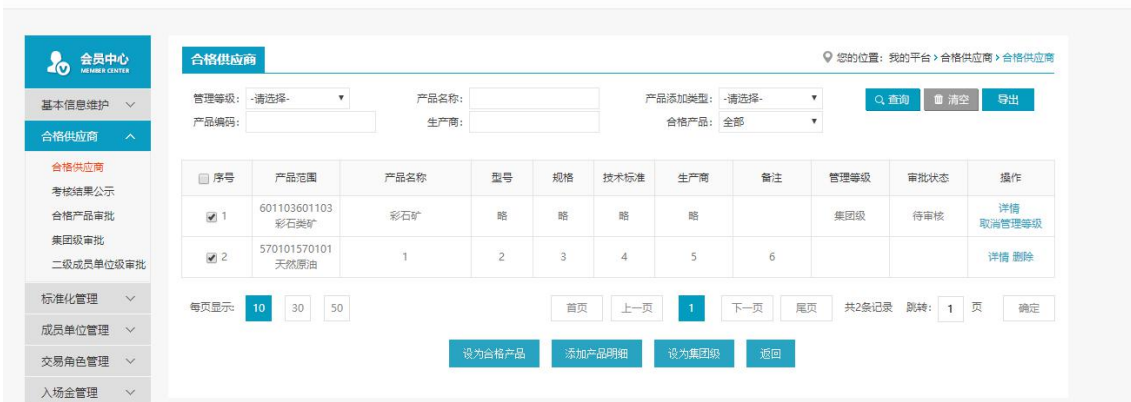 会员中心
MEMBER CENTER
基本信息维护
合格供应商
合格供应商
考核结果公示
合格产品审批
集团级审批
二级成员单位级审批
标准化管理
成员单位管理
交易角色管理
入场金管理
合格供应商
您的位置：我的平台>合格供应商>合格供应商
管理等级： -请选择- 产品名称： 产品添加类型： -请选择- 查询 清空 导出
产品编码： 生产商： 合格产品： 全部
序号 产品范围 产品名称 型号 规格 技术标准 生产商 备注 管理等级 审批状态 操作
1 601103601103 彩石类矿 彩石矿 略 略 略 略 集团级 待审核 详情 取消管理等级
2 570101570101 天然原油 1 2 3 4 5 6 详情 删除
每页显示: 10 30 50 首页 上一页 1 下一页 尾页 共2条记录 跳转: 1 页 确定
设为合格产品 添加产品明细 设为集团级 返回